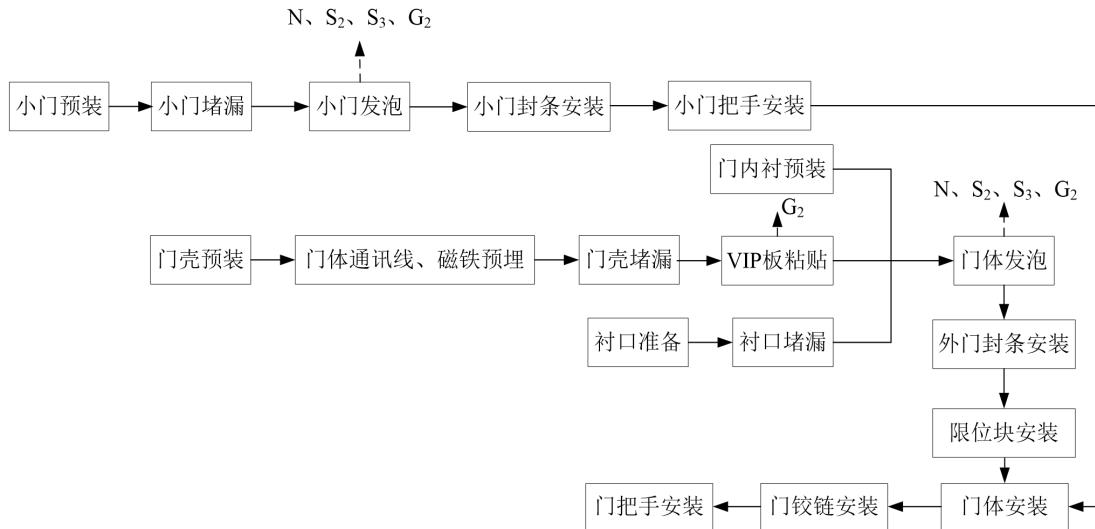 N、S₂、S₃、G₂
小门预装
小门堵漏
小门发泡
小门封条安装
小门把手安装
门内衬预装
N、S₂、S₃、G₂
G₂
门壳预装
门体通讯线、磁铁预埋
门壳堵漏
VIP板粘贴
门体发泡
衬口准备
衬口堵漏
外门封条安装
限位块安装
门把手安装
门铰链安装
门体安装